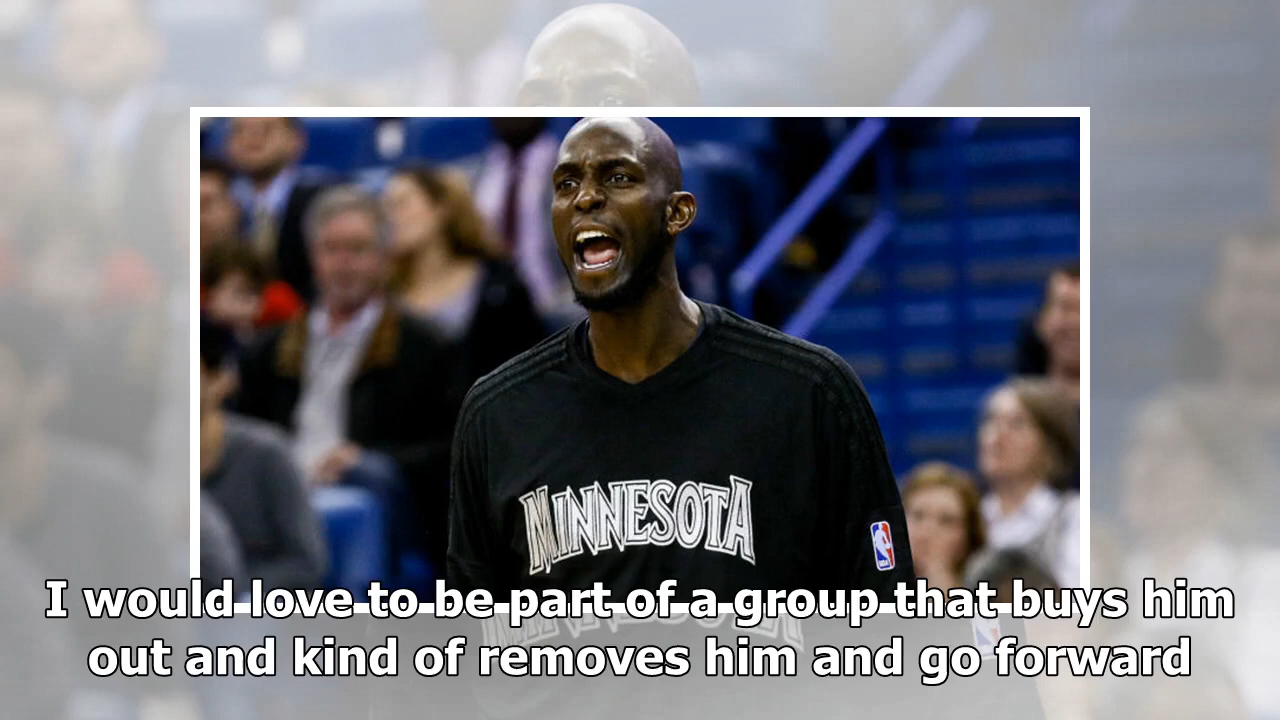 MINNESOTA
I would love to be part of a group that buys him
out and kind of removes him and go forward